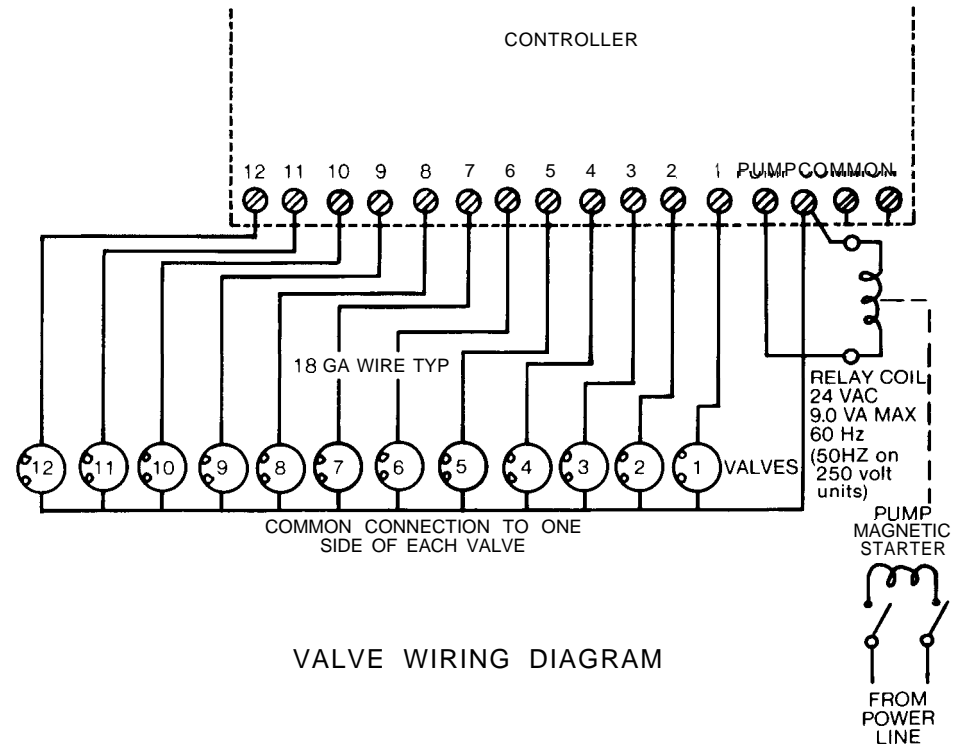 CONTROLLER
12 11 10 9 8 7 6 5 4 3 2 1 PUMP COMMON
18 GA WIRE TYP
12 11 10 9 8 7 6 5 4 3 2 1 VALVES
RELAY COIL
24 VAC
9.0 VA MAX
60 Hz
(50HZ on
250 volt
units)
COMMON CONNECTION TO ONE
SIDE OF EACH VALVE
PUMP
MAGNETIC
STARTER
VALVE WIRING DIAGRAM
FROM
POWER
LINE